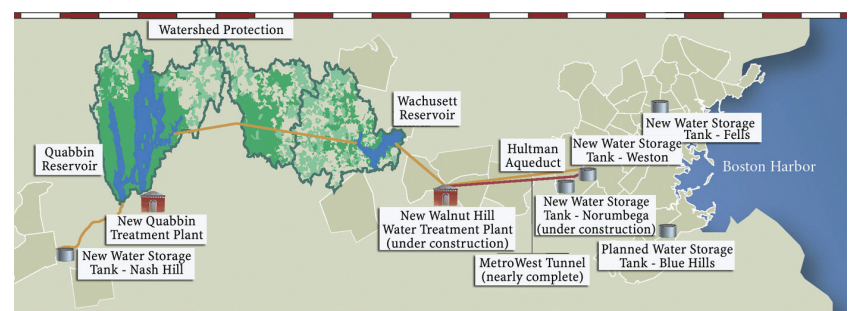 Watershed Protection
Wachusett
Reservoir
New Water Storage
Tank - Fells
Hultman
Aqueduct
New Water Storage
Tank - Weston
Quabbin
Reservoir
Boston Harbor
New Quabbin
Treatment Plant
New Walnut Hill
Water Treatment Plant
(under construction)
New Water Storage
Tank - Norumbega
(under construction)
New Water Storage
Tank - Nash Hill
MetroWest Tunnel
(nearly complete)
Planned Water Storage
Tank - Blue Hills